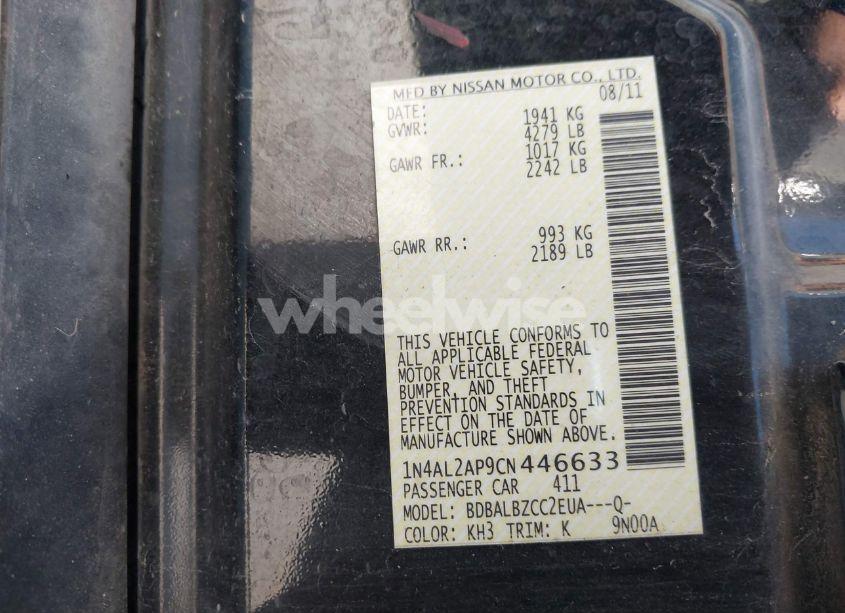 MFD BY NISSAN MOTOR CO., LTD.
DATE: 08/11
GVWR: 1941 KG
4279 LB
GAWR FR.: 1017 KG
2242 LB
GAWR RR.: 993 KG
2189 LB
wheelwise
THIS VEHICLE CONFORMS TO
ALL APPLICABLE FEDERAL
MOTOR VEHICLE SAFETY,
BUMPER, AND THEFT
PREVENTION STANDARDS IN
EFFECT ON THE DATE OF
MANUFACTURE SHOWN ABOVE.
1N4AL2AP9CN446633
PASSENGER CAR 411
MODEL: BDBALBZCC2EUA---Q-
COLOR: KH3 TRIM: K 9N00A